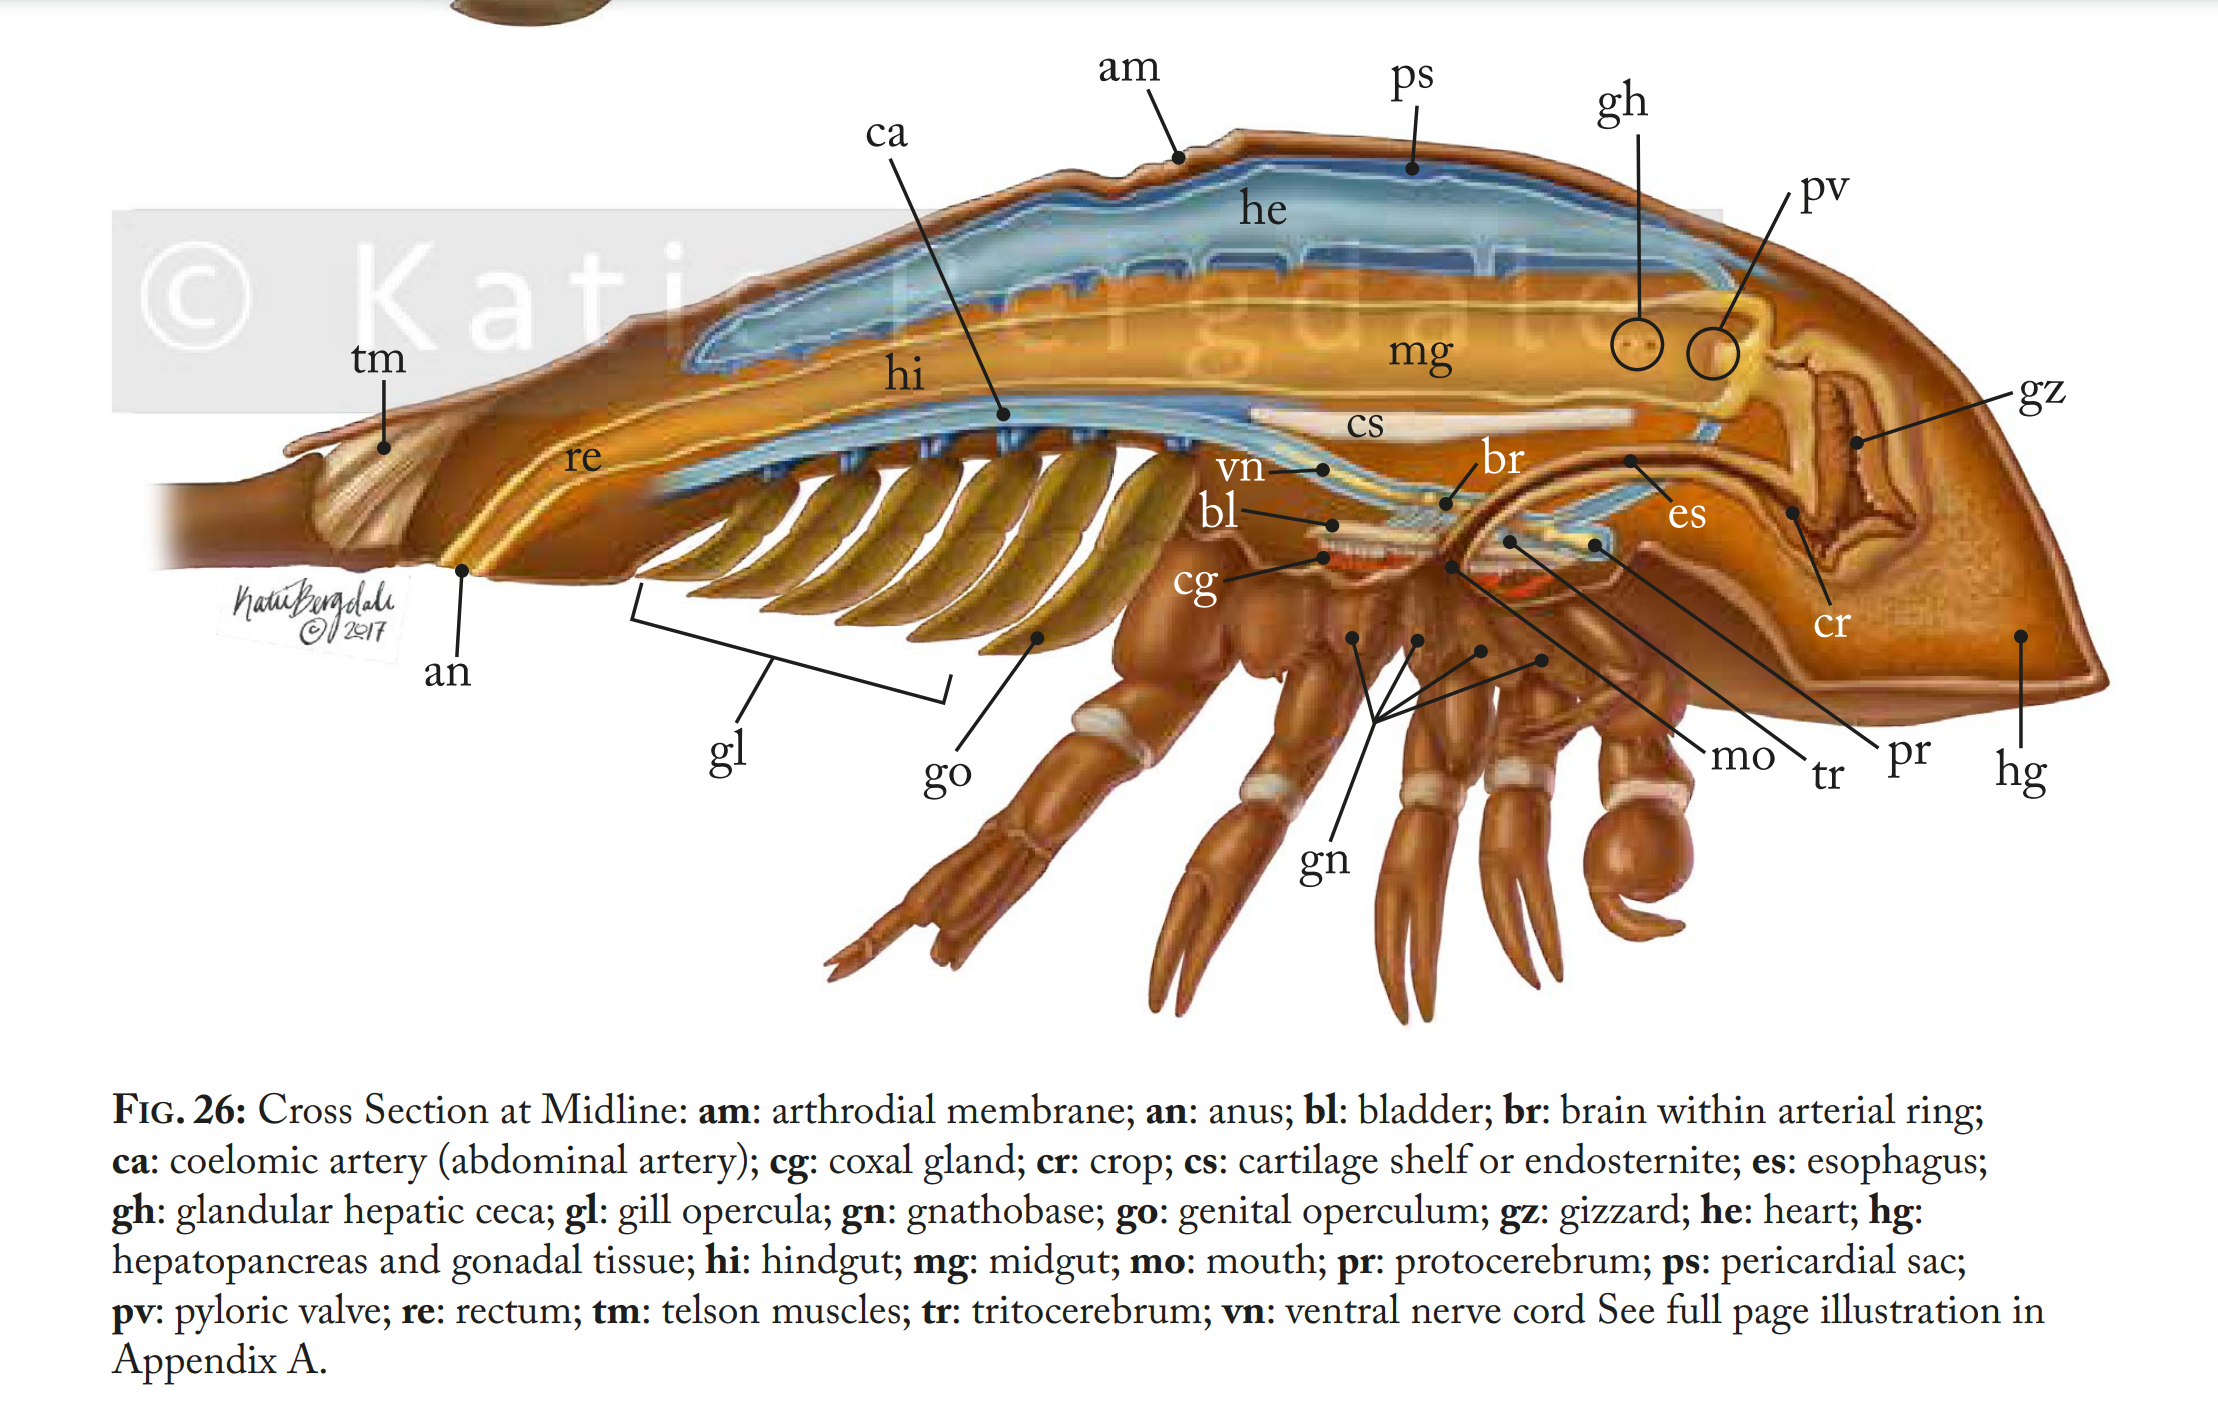 am
ps
gh
ca
pv
he
© Katie Bergdale
tm
hi
mg
gz
cs
re
vn
br
bl
es
cg
cr
Katie Bergdale
© 2017
an
gl
go
mo
tr
pr
hg
gn
FIG. 26: Cross Section at Midline: am: arthrodial membrane; an: anus; bl: bladder; br: brain within arterial ring;
ca: coelomic artery (abdominal artery); cg: coxal gland; cr: crop; cs: cartilage shelf or endosternite; es: esophagus;
gh: glandular hepatic ceca; gl: gill opercula; gn: gnathobase; go: genital operculum; gz: gizzard; he: heart; hg:
hepatopancreas and gonadal tissue; hi: hindgut; mg: midgut; mo: mouth; pr: protocerebrum; ps: pericardial sac;
pv: pyloric valve; re: rectum; tm: telson muscles; tr: tritocerebrum; vn: ventral nerve cord See full page illustration in
Appendix A.